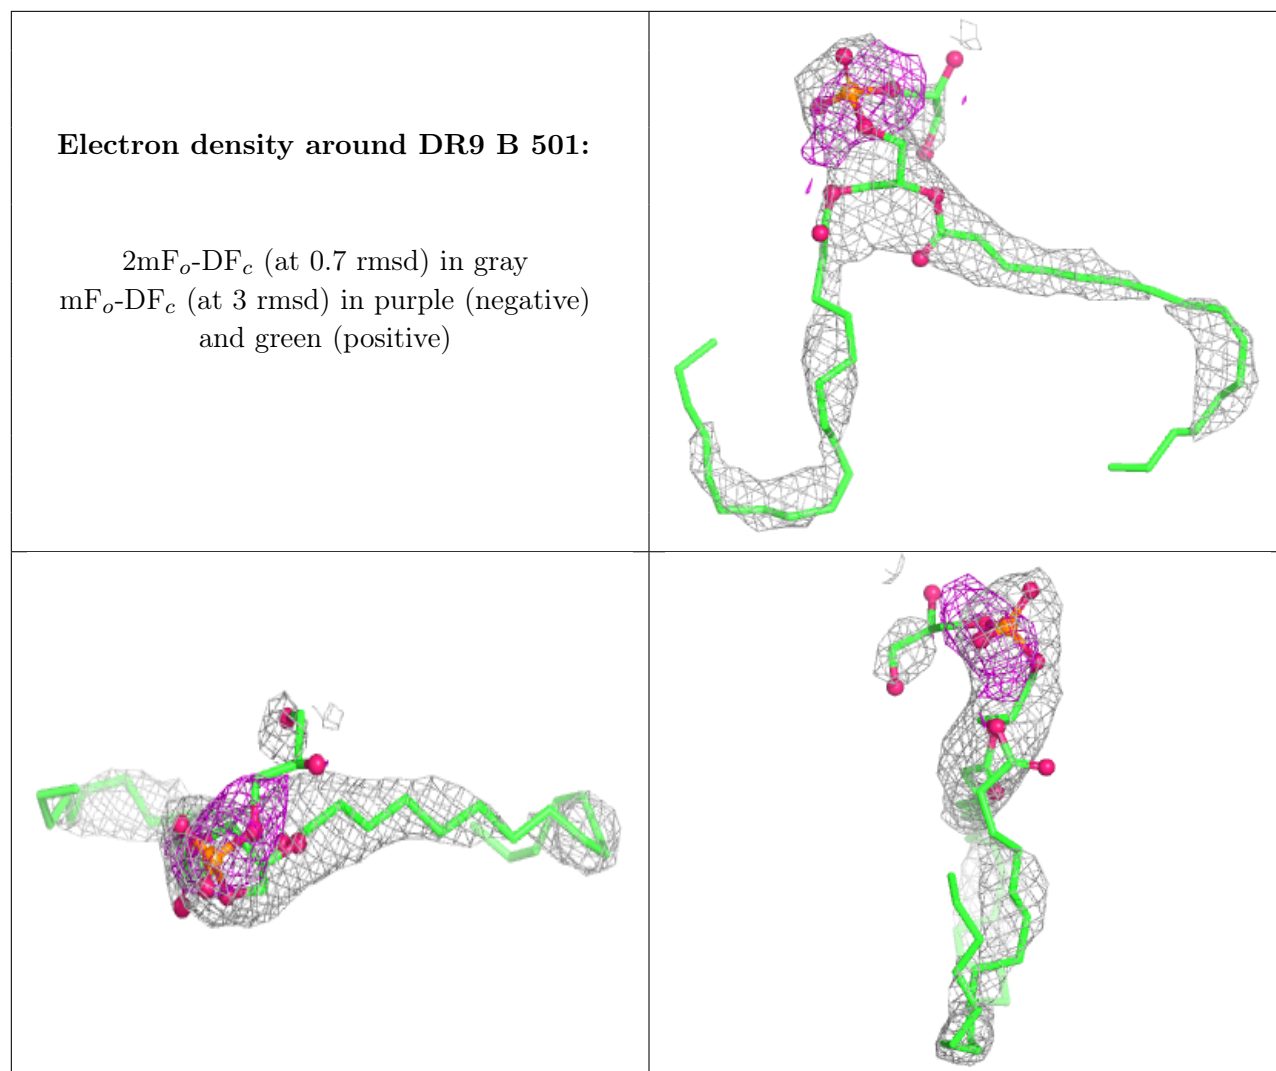 Electron density around DR9 B 501:
2mFo-DFc (at 0.7 rmsd) in gray
mFo-DFc (at 3 rmsd) in purple (negative)
and green (positive)